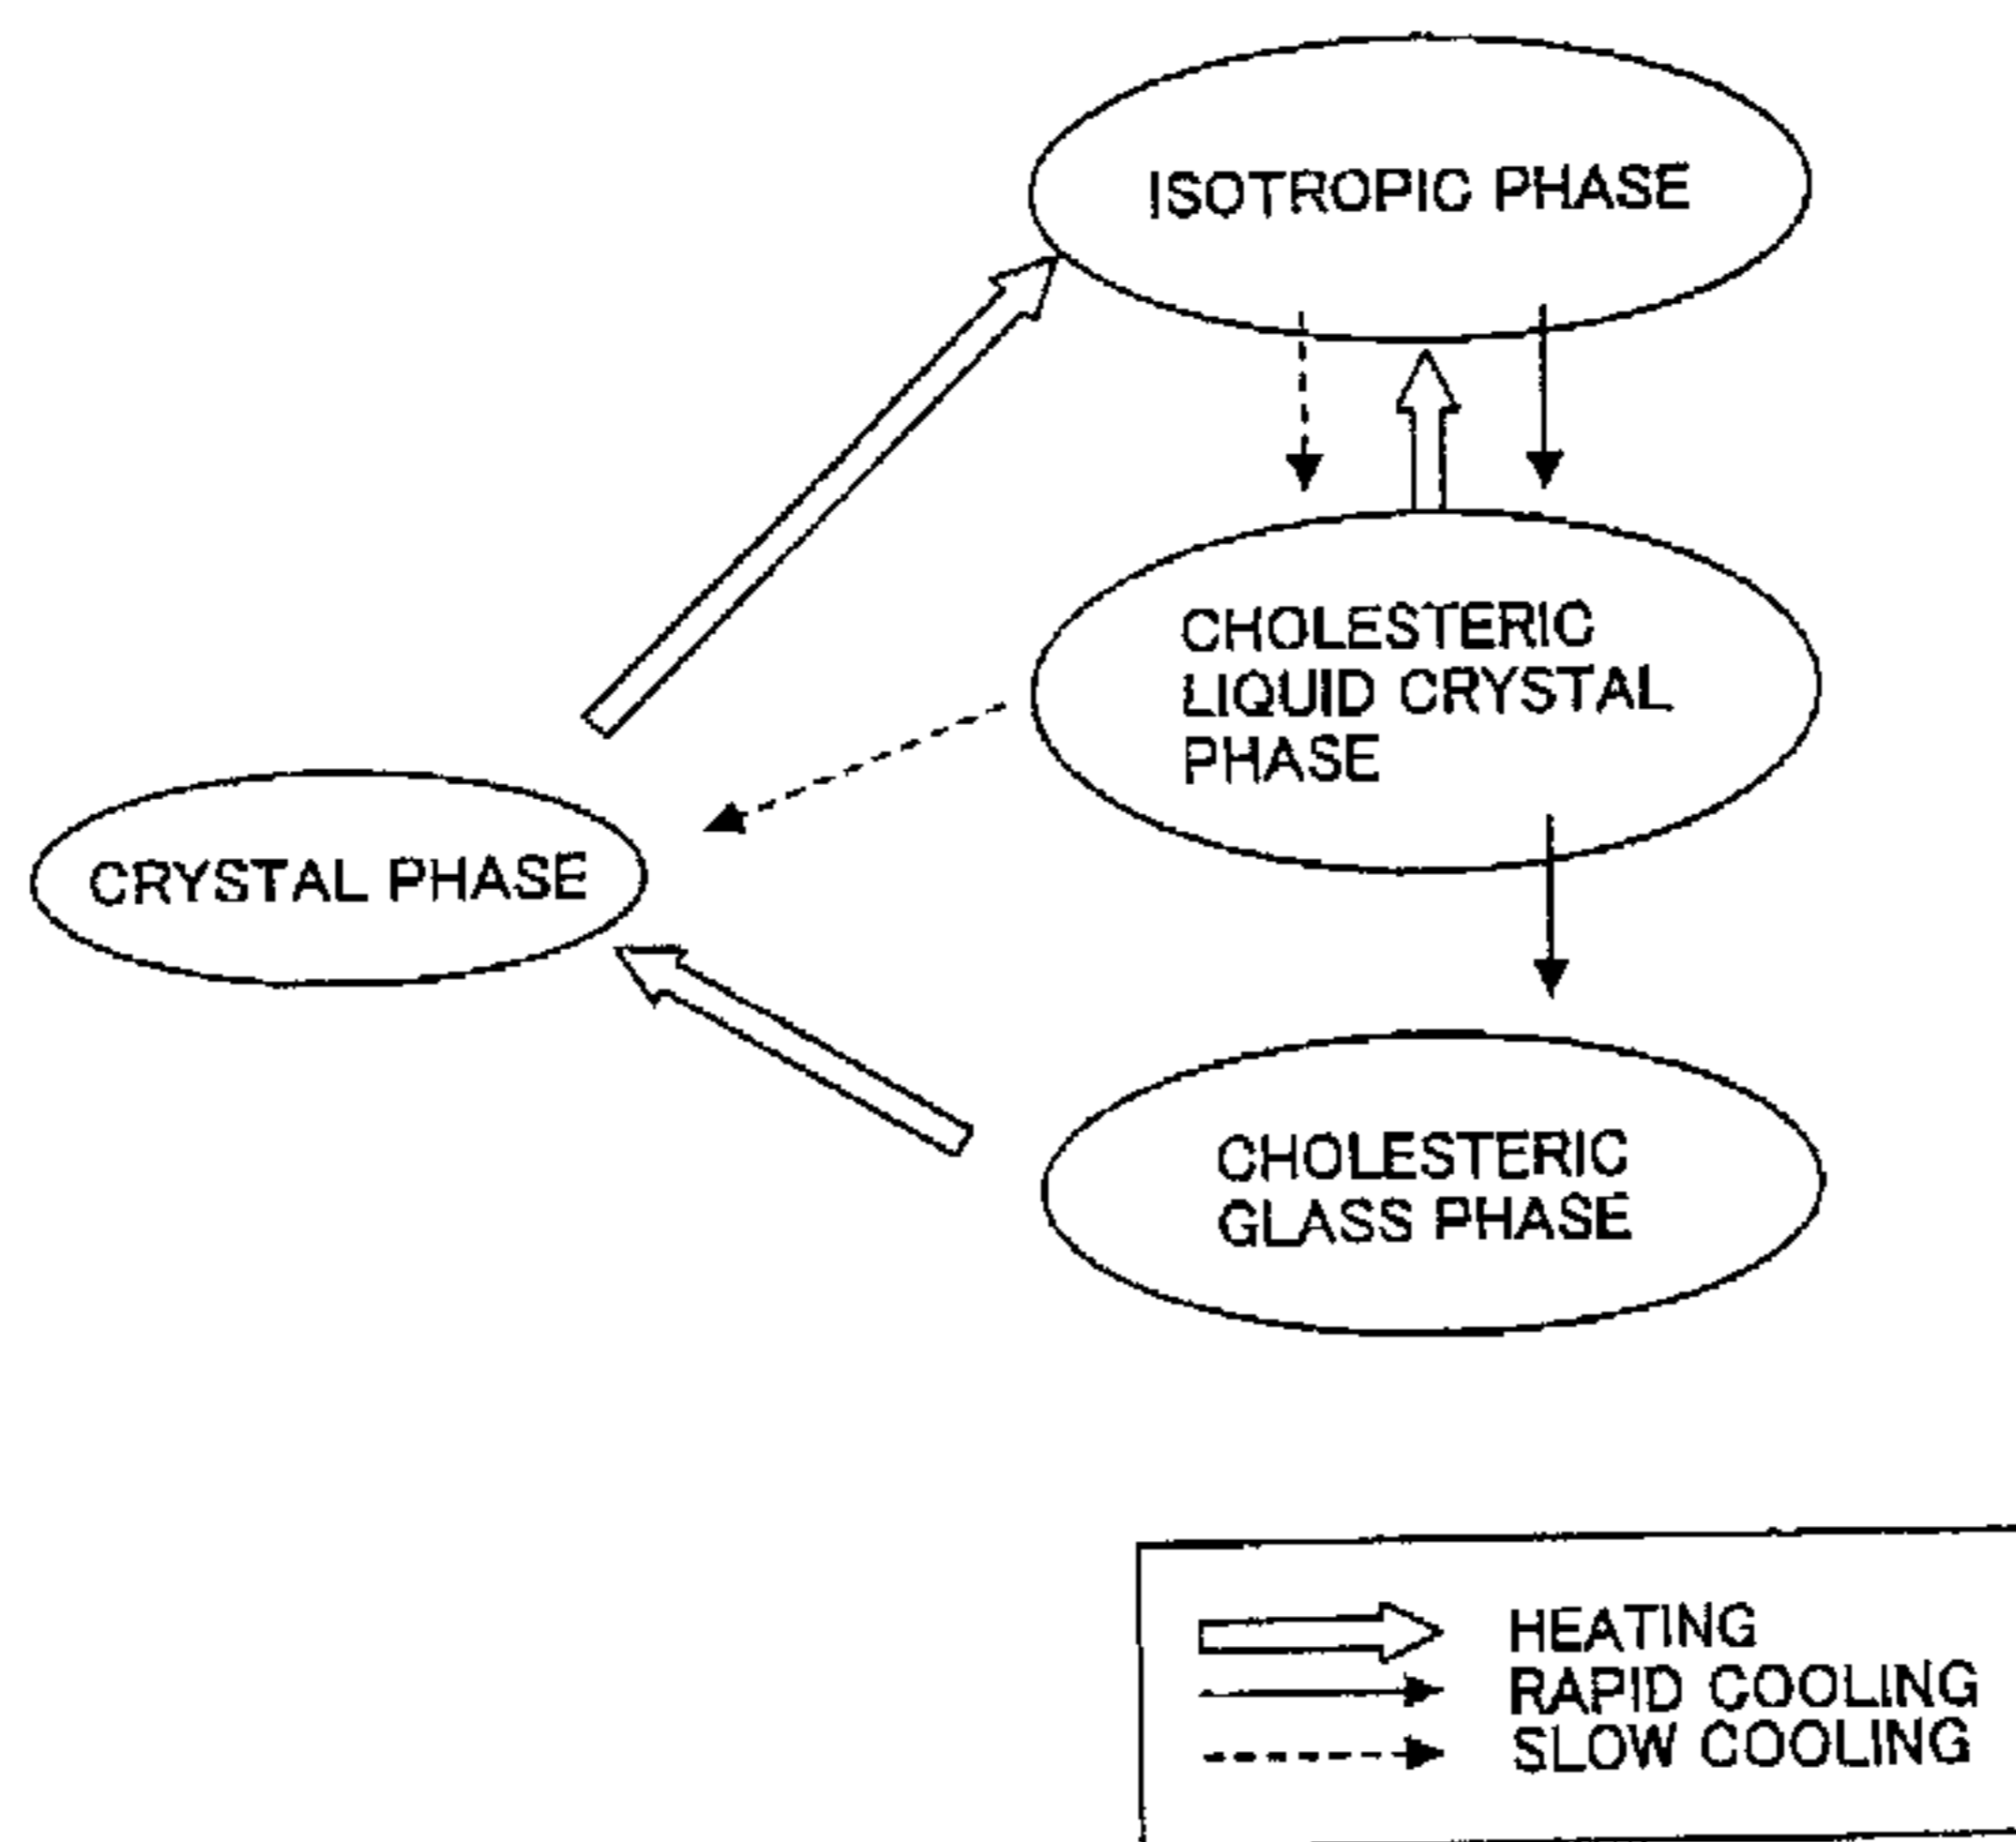 ISOTROPIC PHASE
CHOLESTERIC
LIQUID CRYSTAL
PHASE
CRYSTAL PHASE
CHOLESTERIC
GLASS PHASE
HEATING
RAPID COOLING
SLOW COOLING